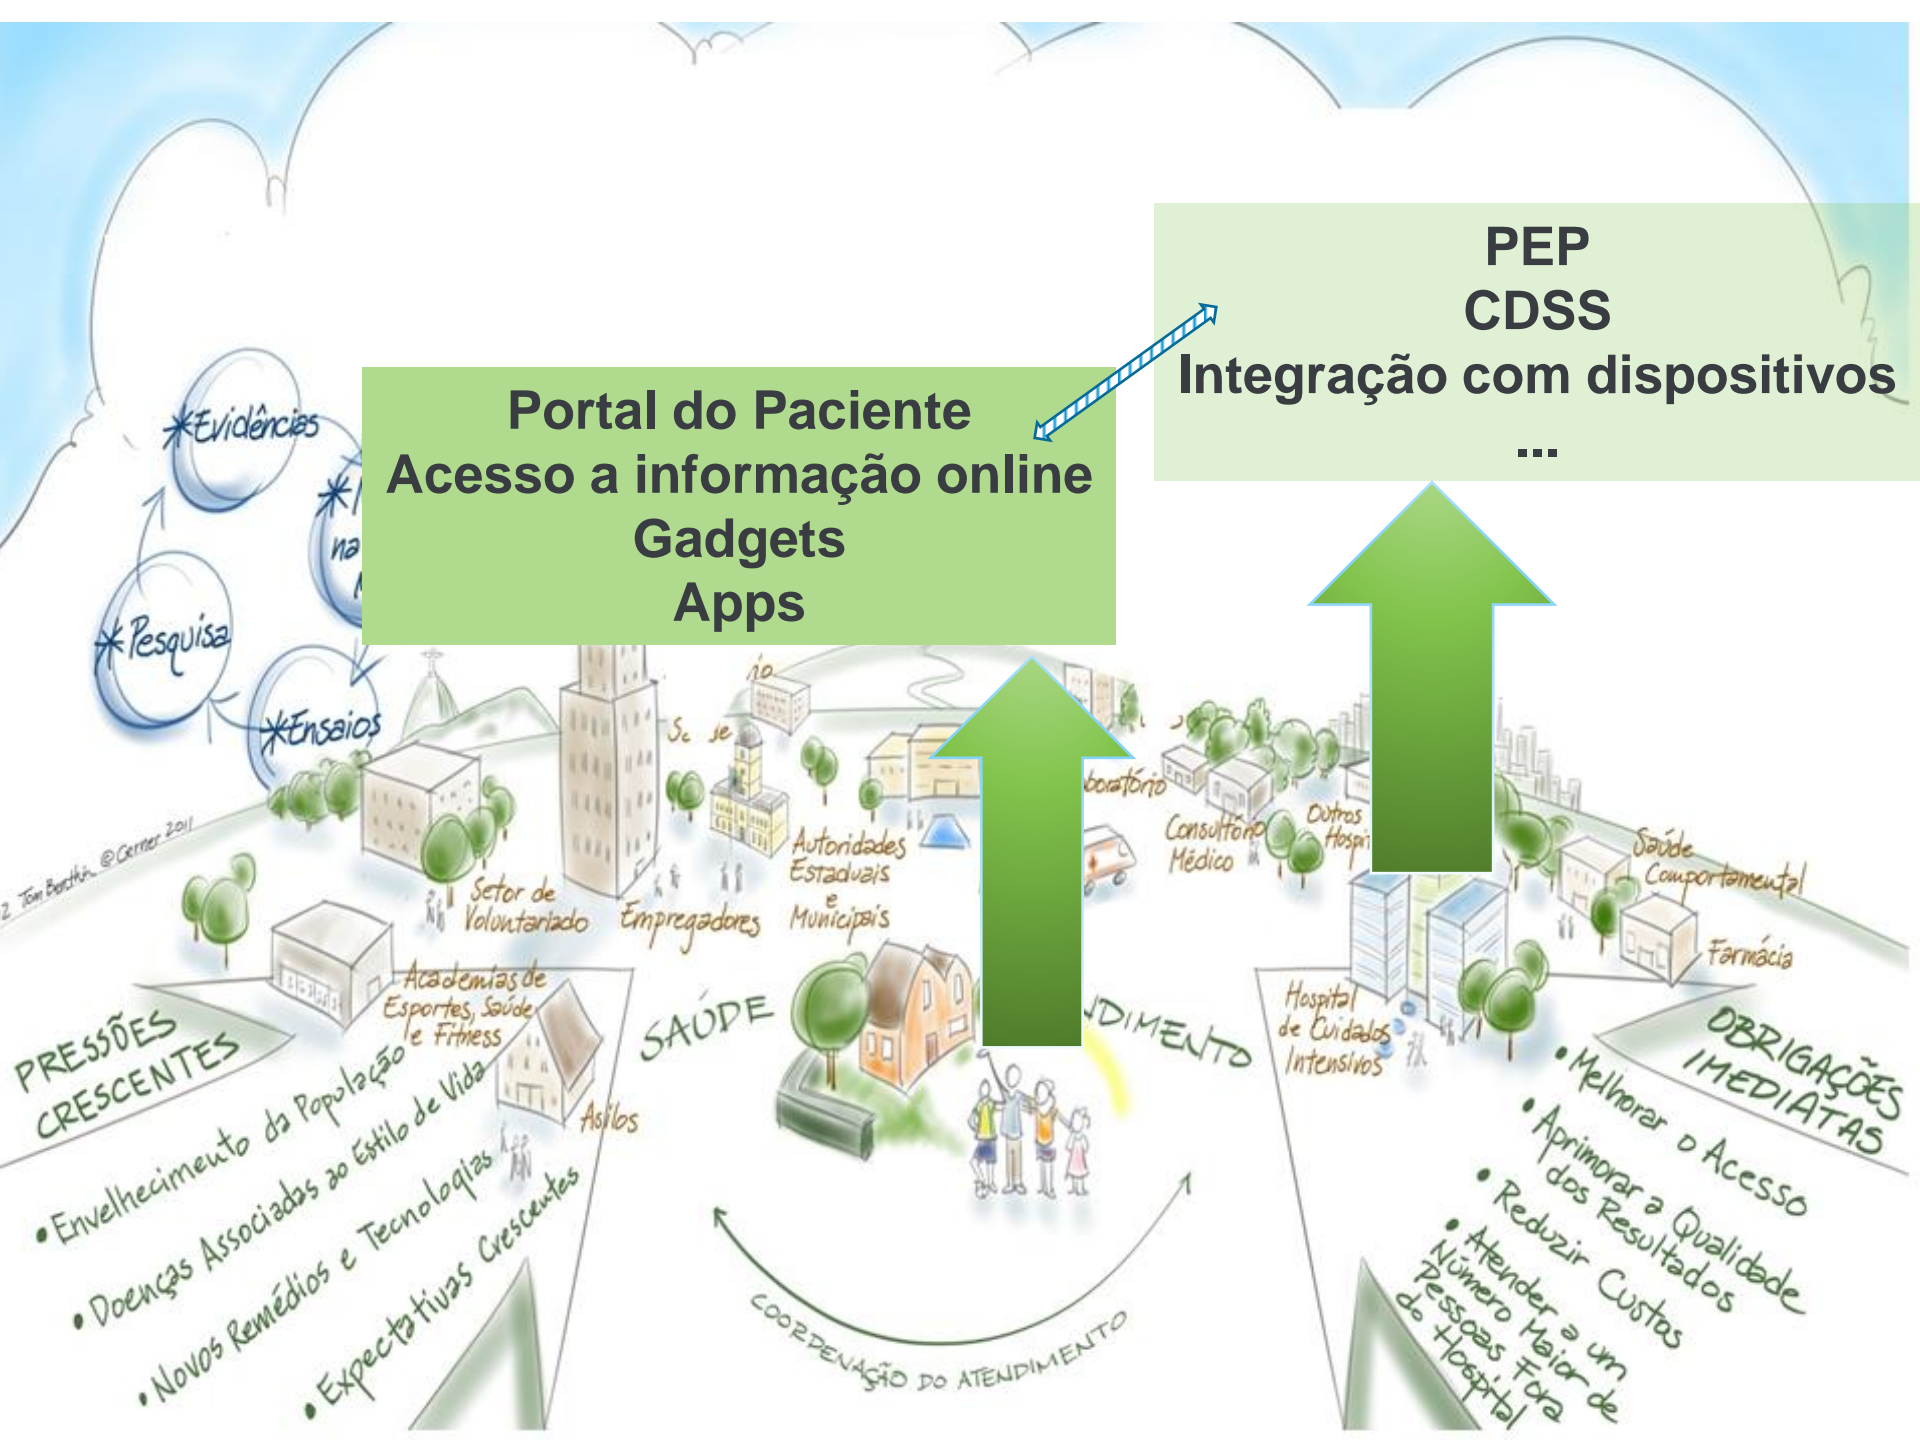 PEP
CDSS
Integração com dispositivos
...
Portal do Paciente
Acesso a informação online
Gadgets
Apps
*Evidências
na
*Pesquisa
*Ensaios
@ Cerner 2011
Setor de
Voluntariado
Empregadores
Autoridades
Estaduais
e
Municipais
Consultório
Médico
Outros
Saúde
Comportamental
Farmácia
Academias de
Esportes, Saúde
e Fitness
Asilos
SAÚDE
Hospital
de Cuidados
Intensivos
PRESSÕES
CRESCENTES
• Envelhecimento da População
• Doenças Associadas ao Estilo de Vida
• Novos Remédios e Tecnologias
• Expectativas Crescentes
COORDENAÇÃO DO ATENDIMENTO
OBRIGAÇÕES
IMEDIATAS
• Melhorar o Acesso
• Aprimorar a Qualidade
dos Resultados
• Reduzir Custos
• Atender a um
Número Maior de
Pessoas Fora
do Hospital